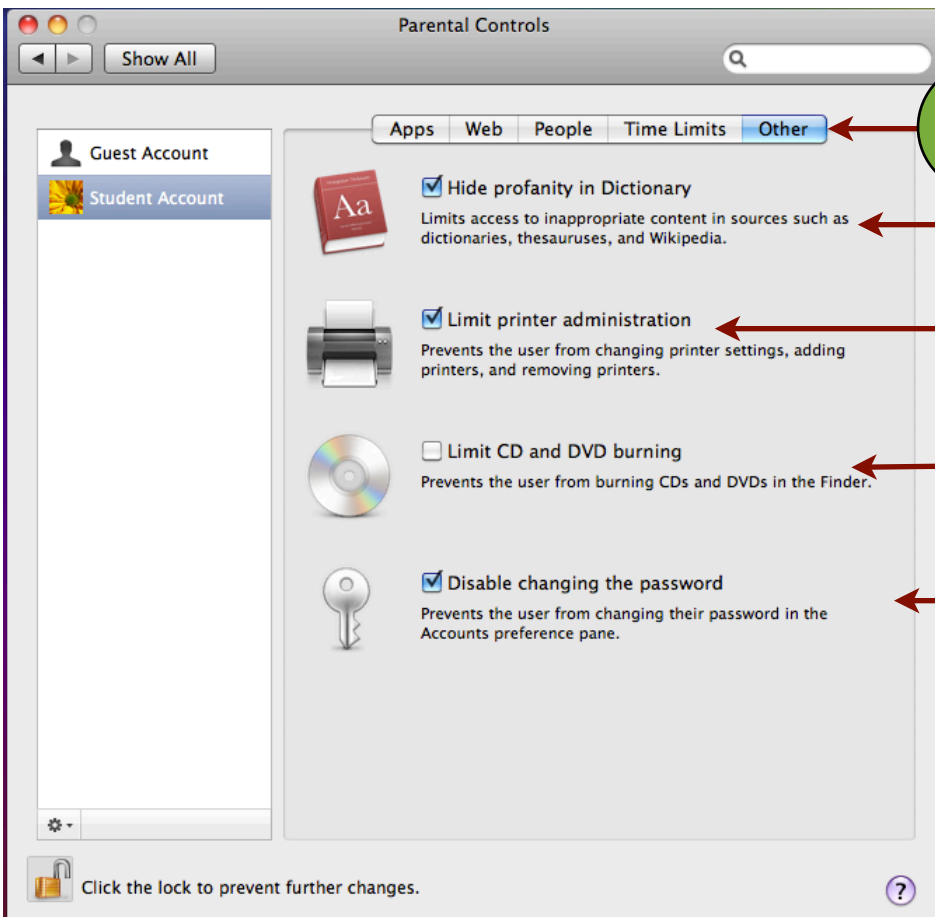 Parental Controls
Show All
Apps Web People Time Limits Other
Guest Account
Student Account
Aa
Hide profanity in Dictionary
Limits access to inappropriate content in sources such as
dictionaries, thesauruses, and Wikipedia.
Limit printer administration
Prevents the user from changing printer settings, adding
printers, and removing printers.
Limit CD and DVD burning
Prevents the user from burning CDs and DVDs in the Finder.
Disable changing the password
Prevents the user from changing their password in the
Accounts preference pane.
Click the lock to prevent further changes.
?